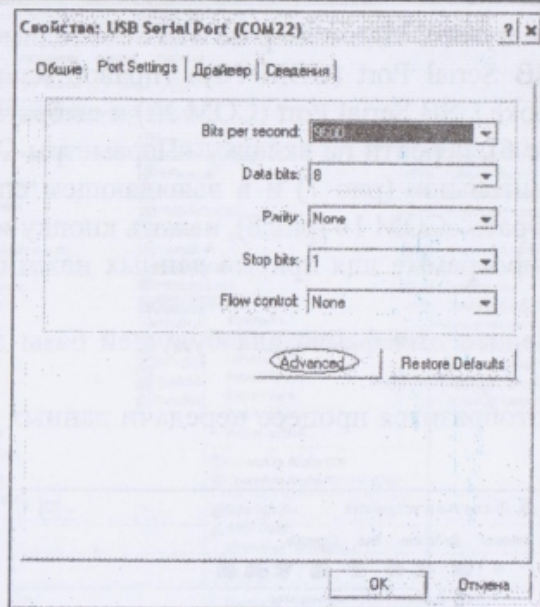 Свойства: USB Serial Port (COM22)
? ×
Общие Port Settings Драйвер Сведения
Bits per second: 9600
Data bits: 8
Parity: None
Stop bits: 1
Flow control: None
Advanced... Restore Defaults
OK Отмена